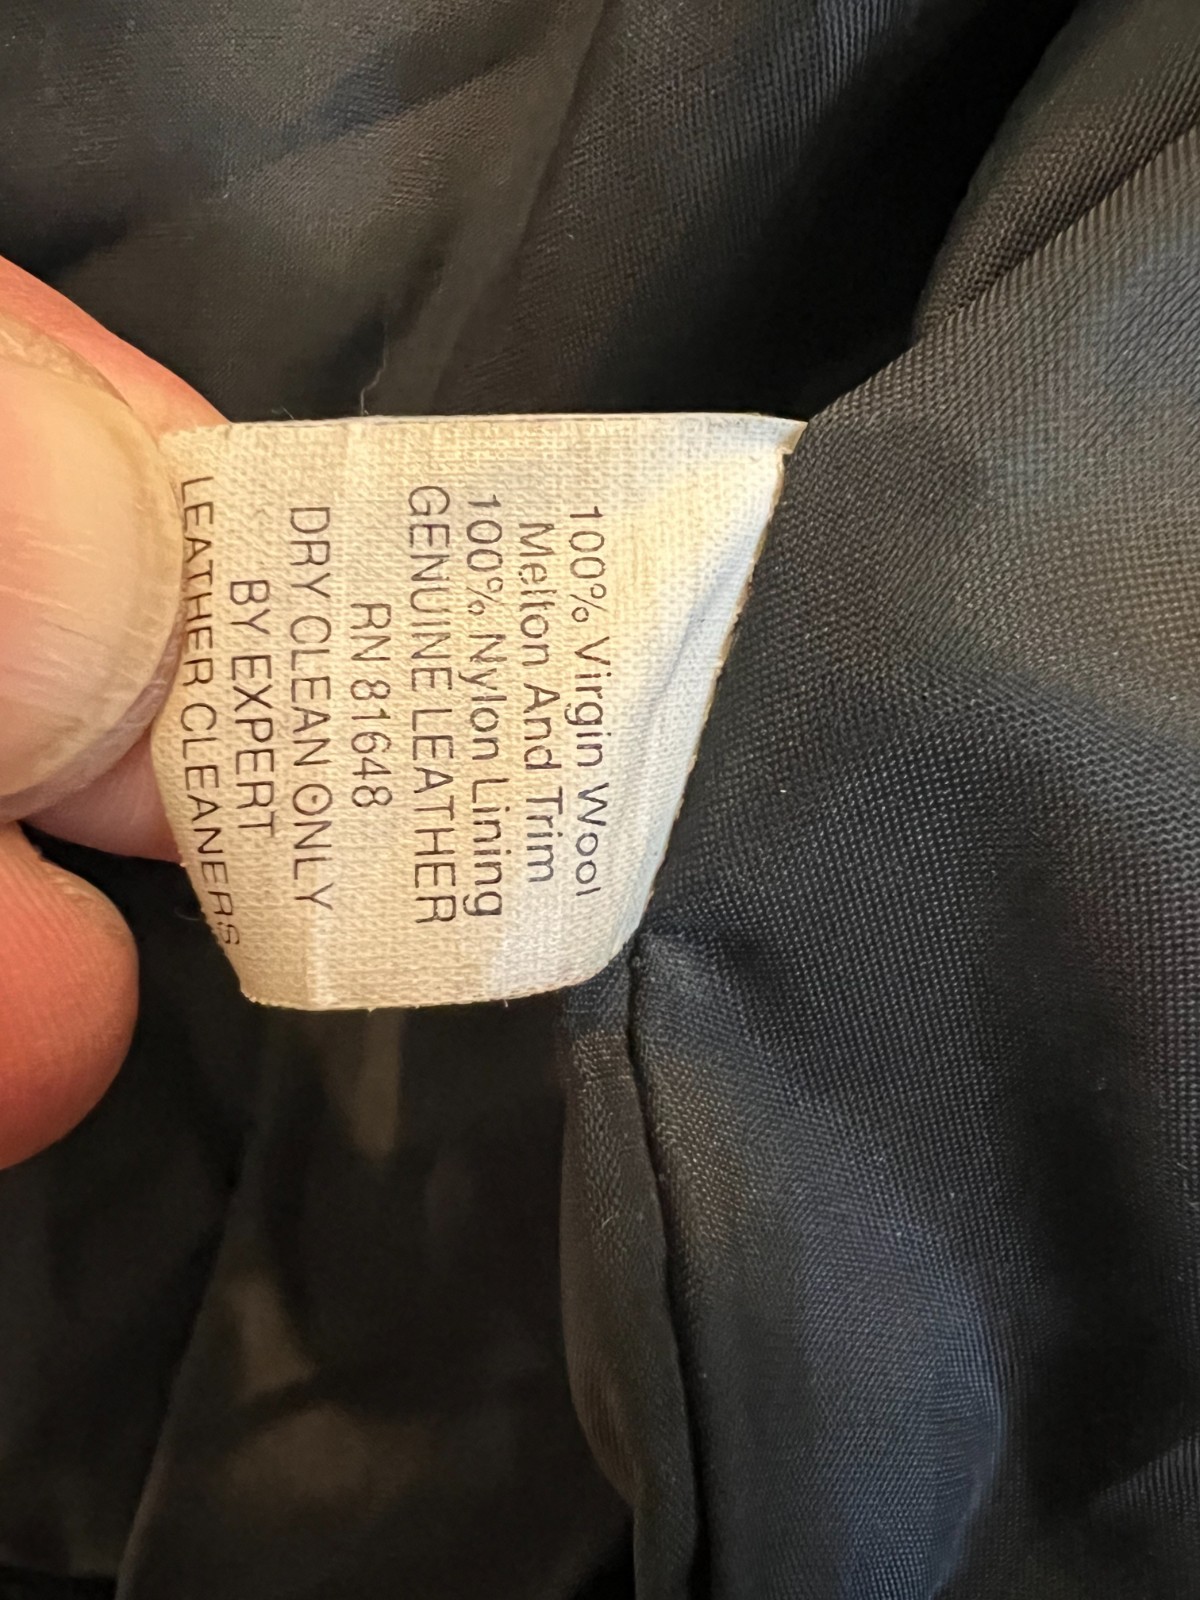 100% Virgin Wool
Melton And Trim
100% Nylon Lining
GENUINE LEATHER
RN 81648
DRY CLEAN ONLY
BY EXPERT
LEATHER CLEANERS